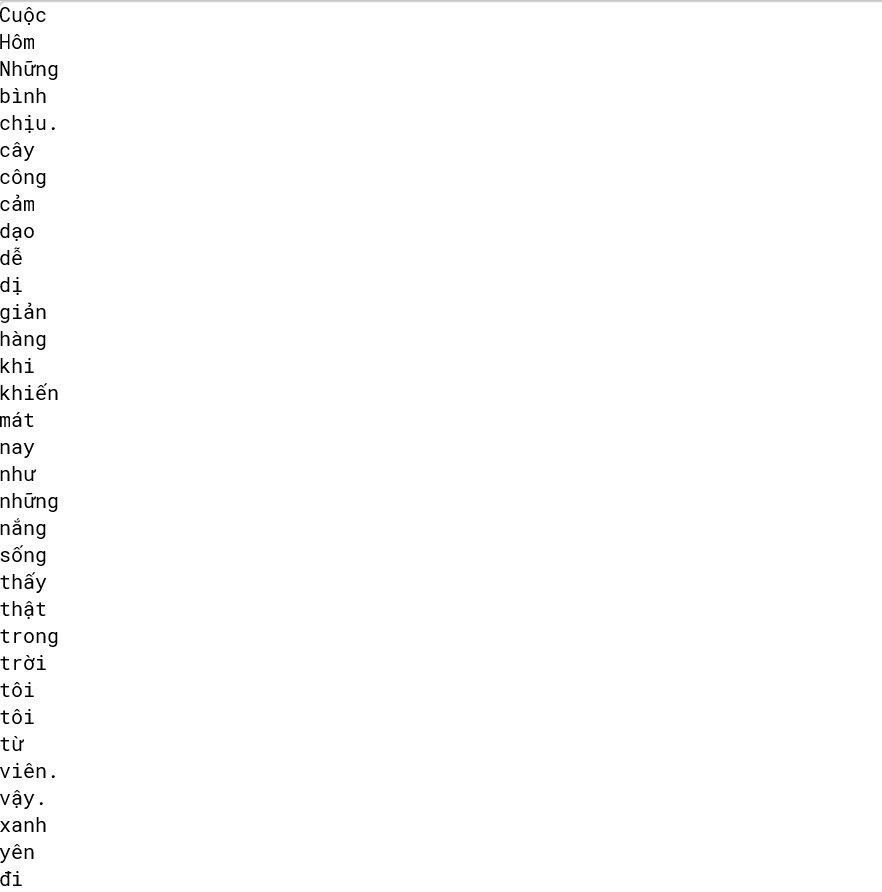 Cuộc
Hôm
Những
bình
chịu.
cây
công
cảm
dạo
dễ
dị
giản
hàng
khi
khiến
mát
nay
như
những
nắng
sống
thấy
thật
trong
trời
tôi
tôi
từ
viên.
vậy.
xanh
yên
đi